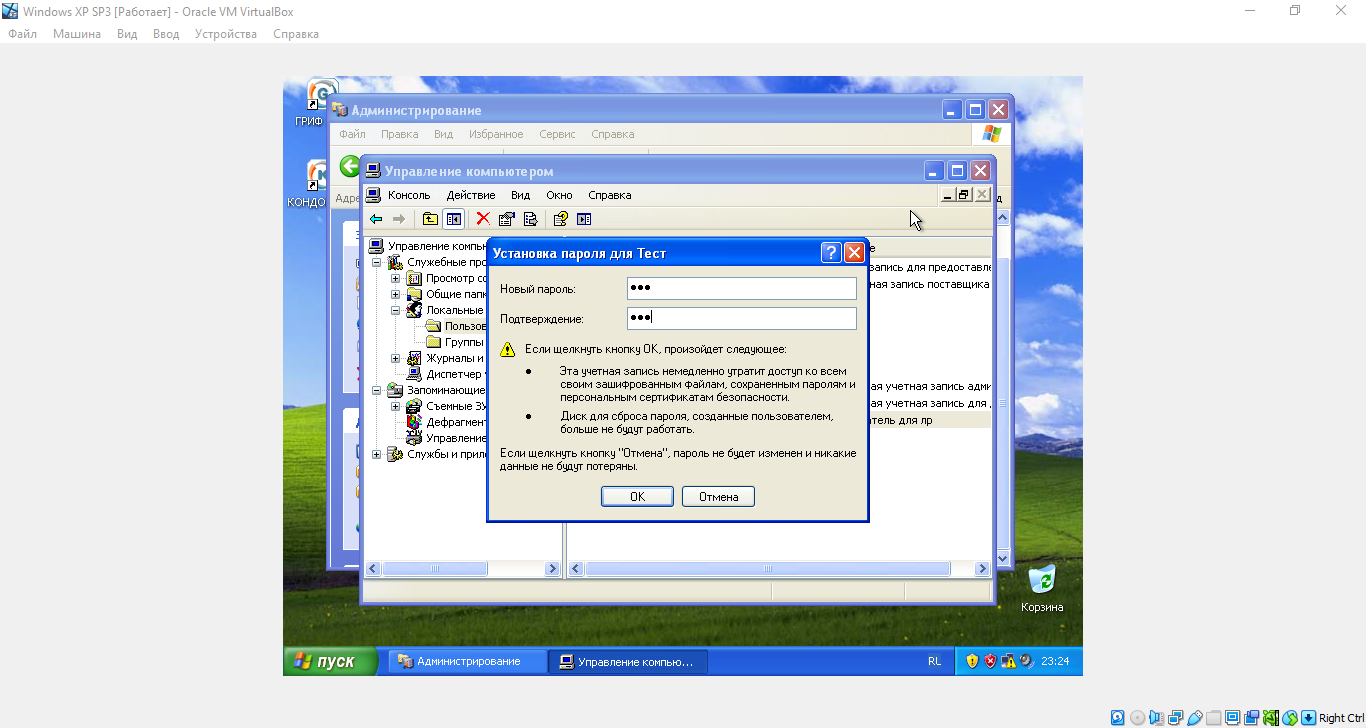 Windows XP SP3 [Работает] - Oracle VM VirtualBox
Файл Машина Вид Ввод Устройства Справка
ГРИФ
КОНДО
Администрирование
Файл Правка Вид Избранное Сервис Справка
Адре
Управление компьютером
Консоль Действие Вид Окно Справка
Управление компь
Служебные про
Просмотр со
Общие папк
Локальные
Пользов
Группы
Журналы и
Диспетчер
Запоминающие
Съемные ЗУ
Дефрагмент
Управление
Службы и прил
запись для предоставле
ная запись поставщика
ая учетная запись адми
ая учетная запись для
тель для лр
Установка пароля для Тест
Новый пароль: •••
Подтверждение: •••
Если щелкнуть кнопку ОК, произойдет следующее:
• Эта учетная запись немедленно утратит доступ ко всем
своим зашифрованным файлам, сохраненным паролям и
персональным сертификатам безопасности.
• Диск для сброса пароля, созданные пользователем,
больше не будут работать.
Если щелкнуть кнопку "Отмена", пароль не будет изменен и никакие
данные не будут потеряны.
ОК Отмена
Корзина
пуск Администрирование Управление компью... RL 23:24
Right Ctrl